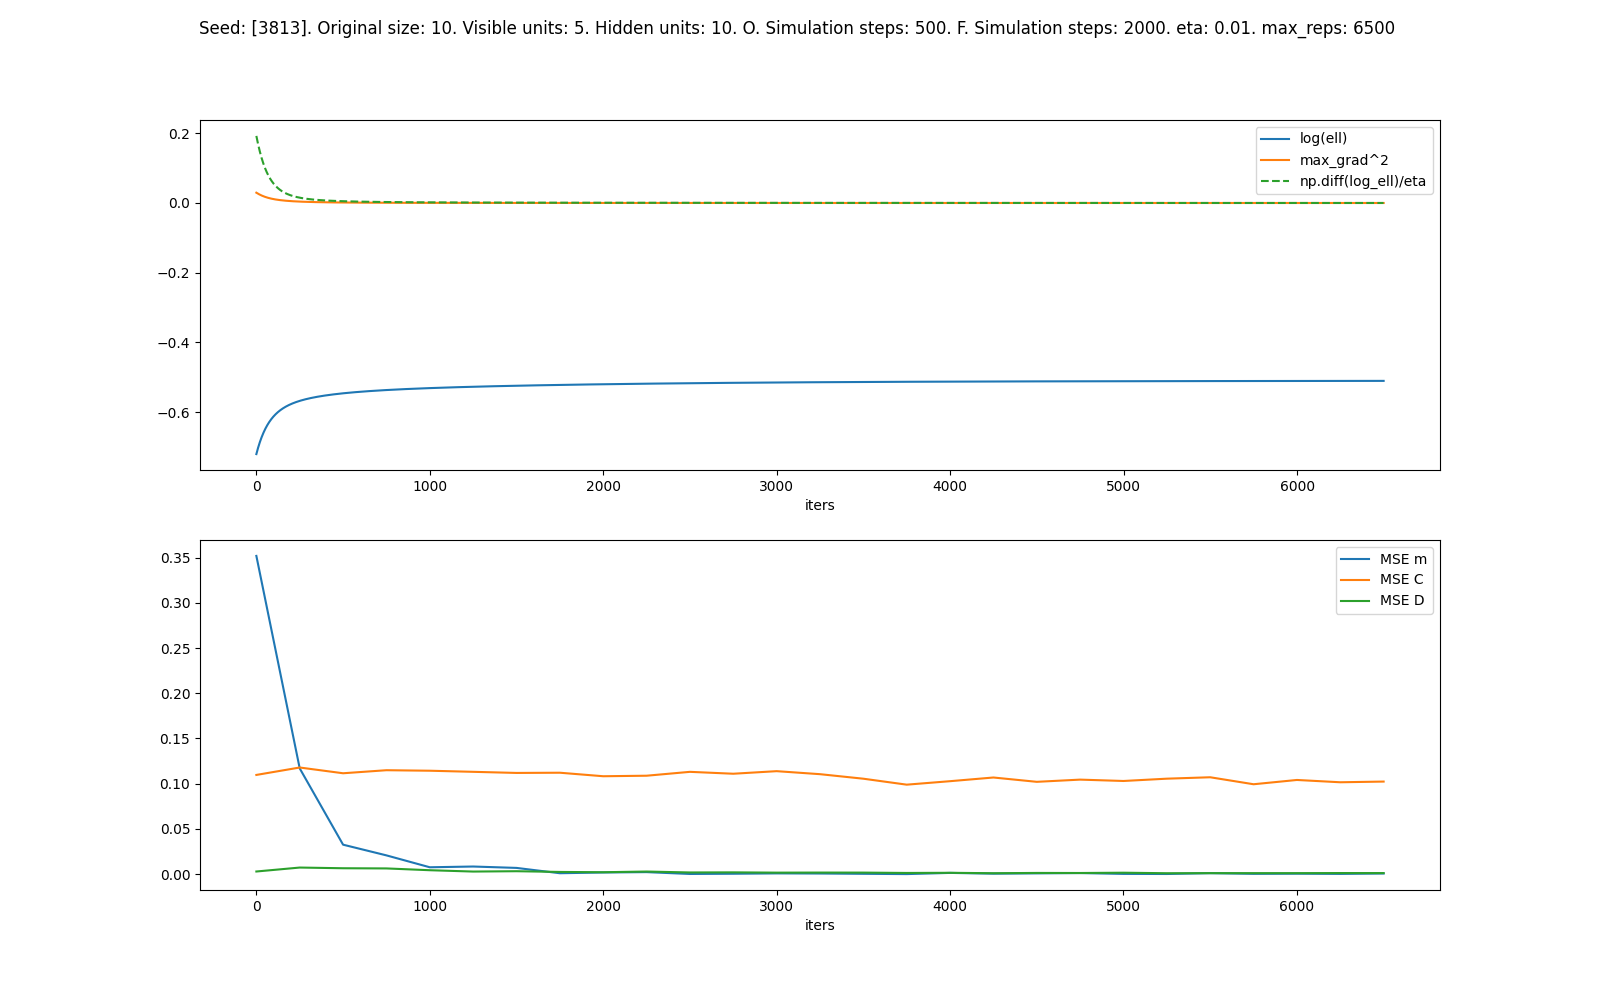 Seed: [3813]. Original size: 10. Visible units: 5. Hidden units: 10. O. Simulation steps: 500. F. Simulation steps: 2000. eta: 0.01. max_reps: 6500
0.2
0.0
−0.2
−0.4
−0.6
log(ell)
max_grad^2
np.diff(log_ell)/eta
0 1000 2000 3000 4000 5000 6000
iters
0.35
0.30
0.25
0.20
0.15
0.10
0.05
0.00
MSE m
MSE C
MSE D
0 1000 2000 3000 4000 5000 6000
iters